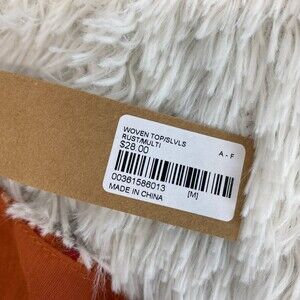 WOVEN TOP/SLVLS
RUST/MULTI
$28.00
A - F
00381586013
[M]
MADE IN CHINA